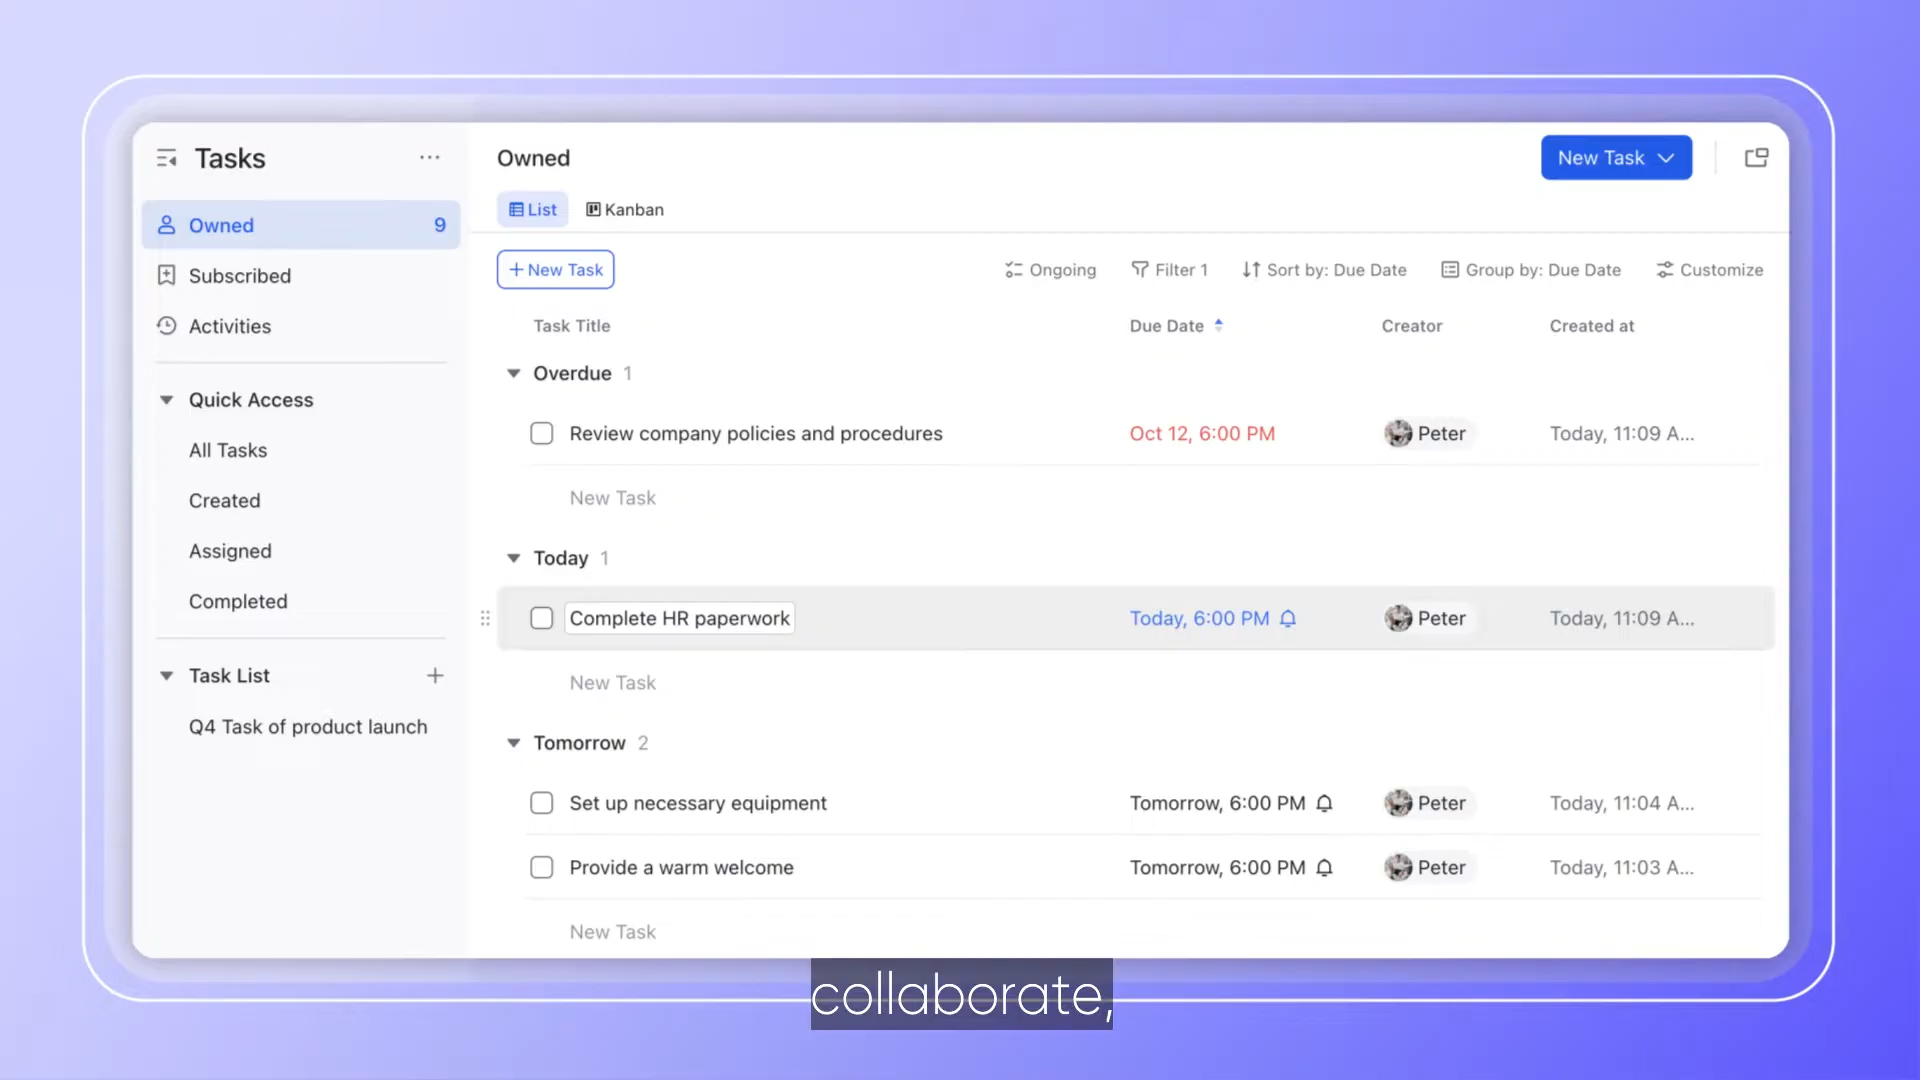 Tasks
Owned 9
Subscribed
Activities
Quick Access
All Tasks
Created
Assigned
Completed
Task List
Q4 Task of product launch
Owned
New Task
List
Kanban
New Task
Ongoing
Filter 1
Sort by: Due Date
Group by: Due Date
Customize
Task Title Due Date Creator Created at
Overdue 1
Review company policies and procedures Oct 12, 6:00 PM Peter Today, 11:09 A...
New Task
Today 1
Complete HR paperwork Today, 6:00 PM Peter Today, 11:09 A...
New Task
Tomorrow 2
Set up necessary equipment Tomorrow, 6:00 PM Peter Today, 11:04 A...
Provide a warm welcome Tomorrow, 6:00 PM Peter Today, 11:03 A...
New Task
collaborate,